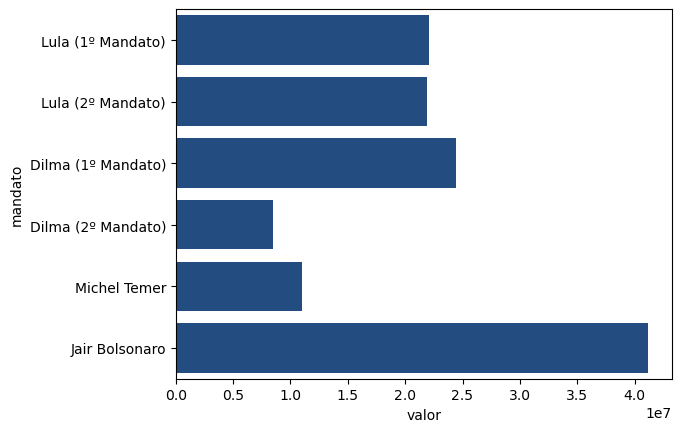 Lula (1º Mandato)
Lula (2º Mandato)
Dilma (1º Mandato)
Dilma (2º Mandato)
Michel Temer
Jair Bolsonaro
mandato
0.0 0.5 1.0 1.5 2.0 2.5 3.0 3.5 4.0
1e7
valor